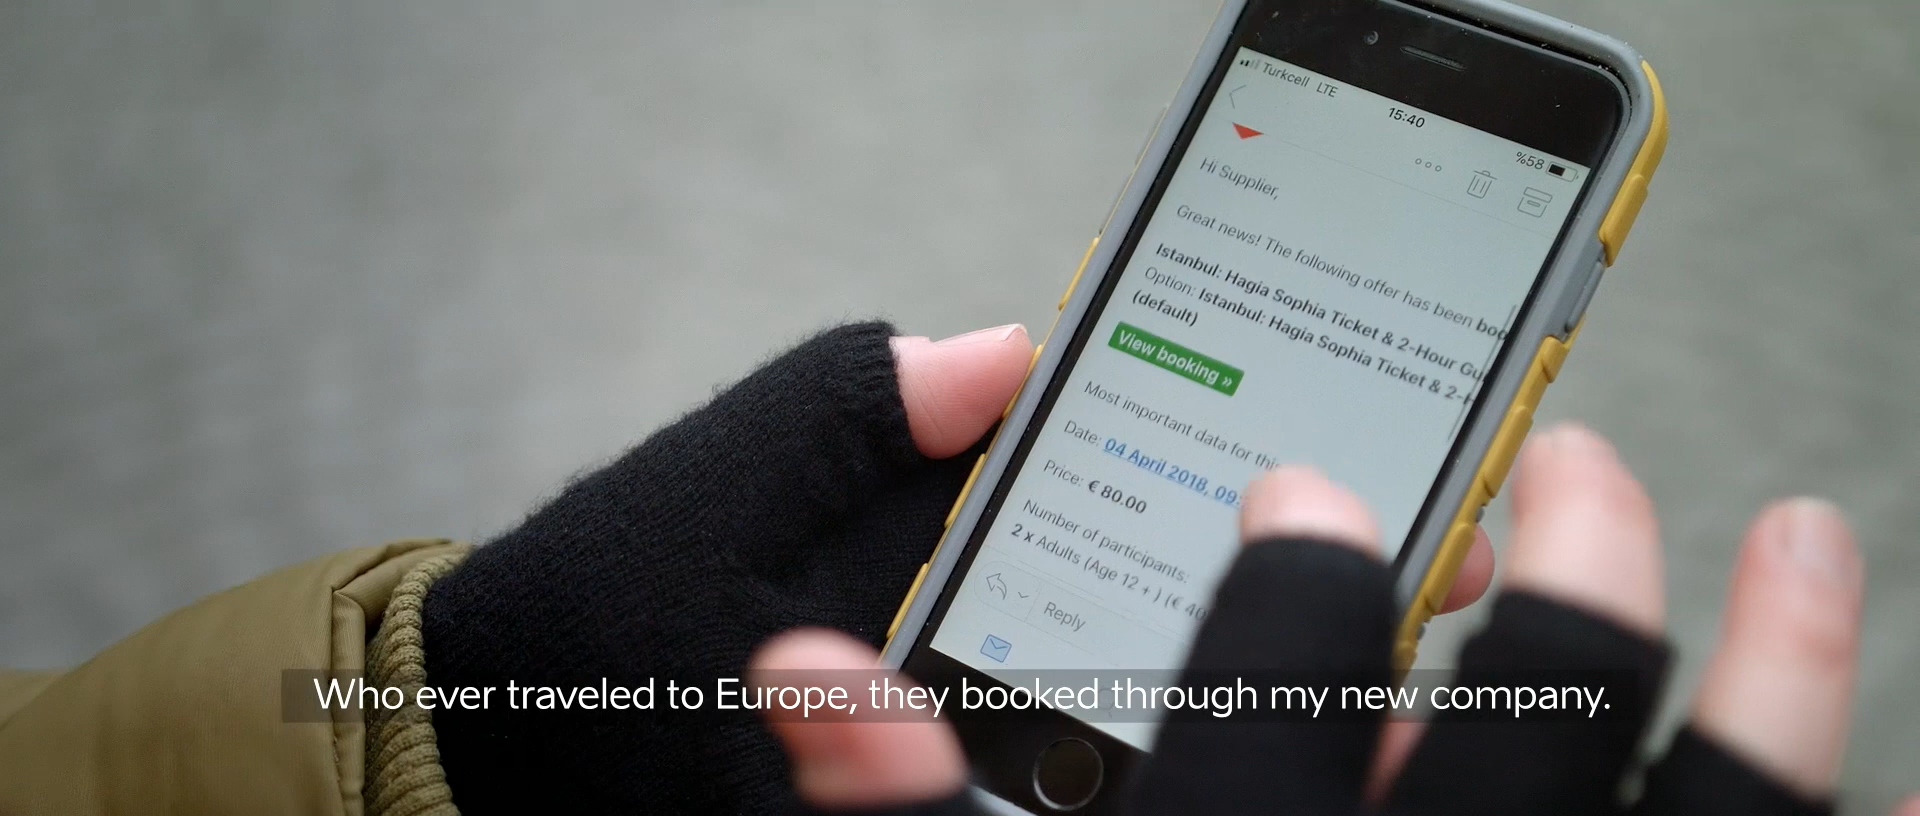 Turkcell LTE
15:40
%58
Hi Supplier,
Great news! The following offer has been
Istanbul: Hagia Sophia Ticket & 2-Hour
Option: Istanbul: Hagia Sophia Ticket &
(default)
View booking »
Most important data for this
Date: 04 April 2018, 09:
Price: € 80.00
Number of participants:
2 x Adults (Age 12 + ) (€ 40
Reply
Who ever traveled to Europe, they booked through my new company.